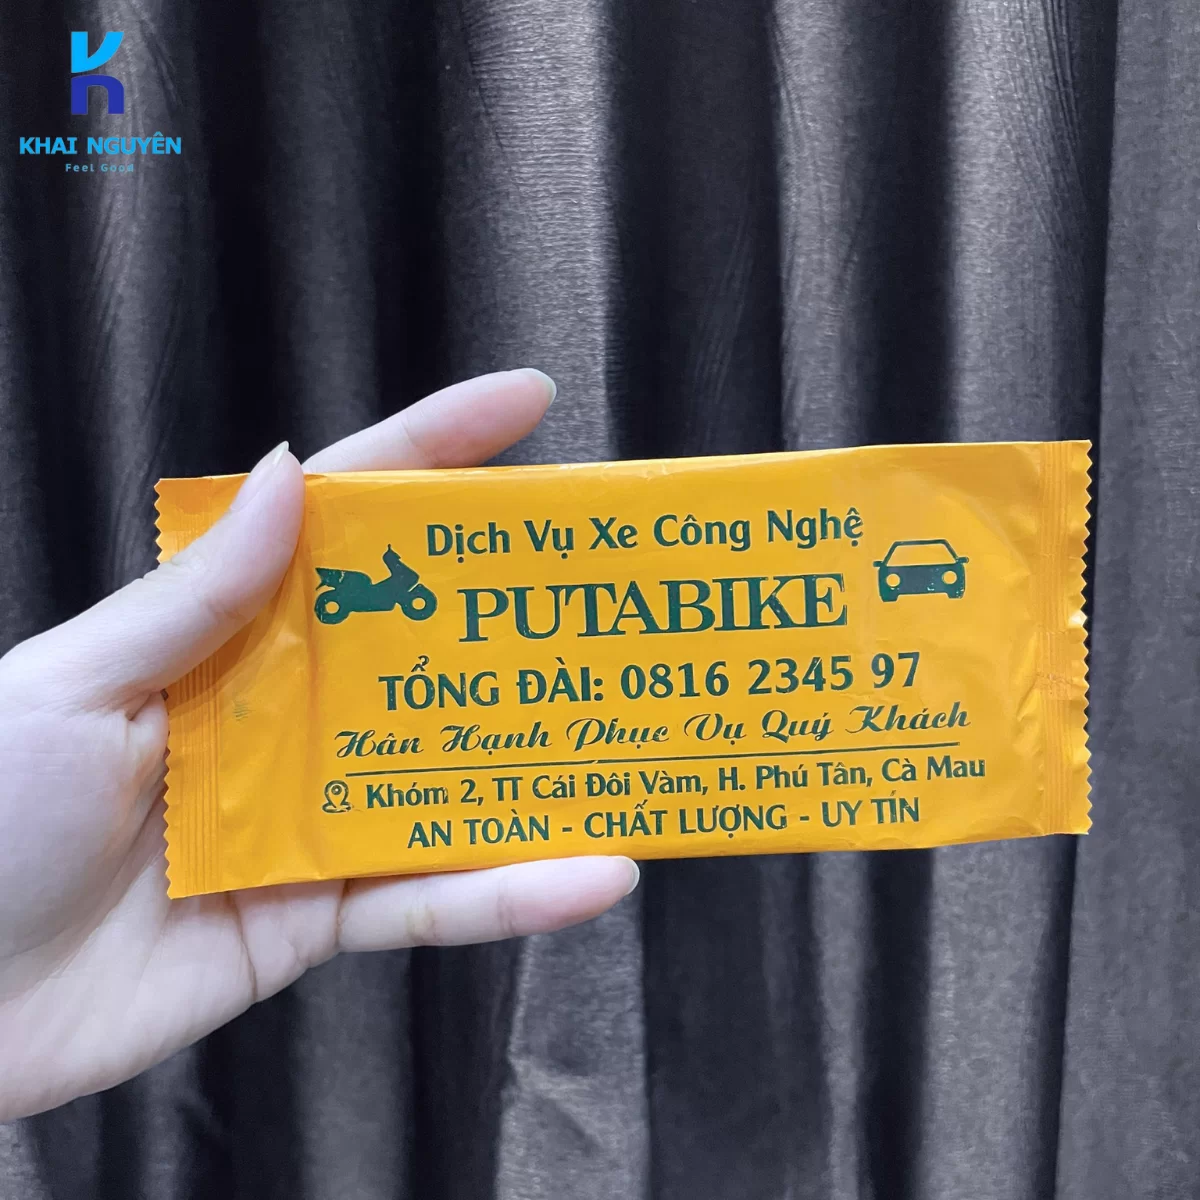 KHAI NGUYÊN
Feel Good
Dịch Vụ Xe Công Nghệ
PUTABIKE
TỔNG ĐÀI: 0816 2345 97
Hân Hạnh Phục Vụ Quý Khách
Khóm 2, TT Cái Đôi Vàm, H. Phú Tân, Cà Mau
AN TOÀN - CHẤT LƯỢNG - UY TÍN